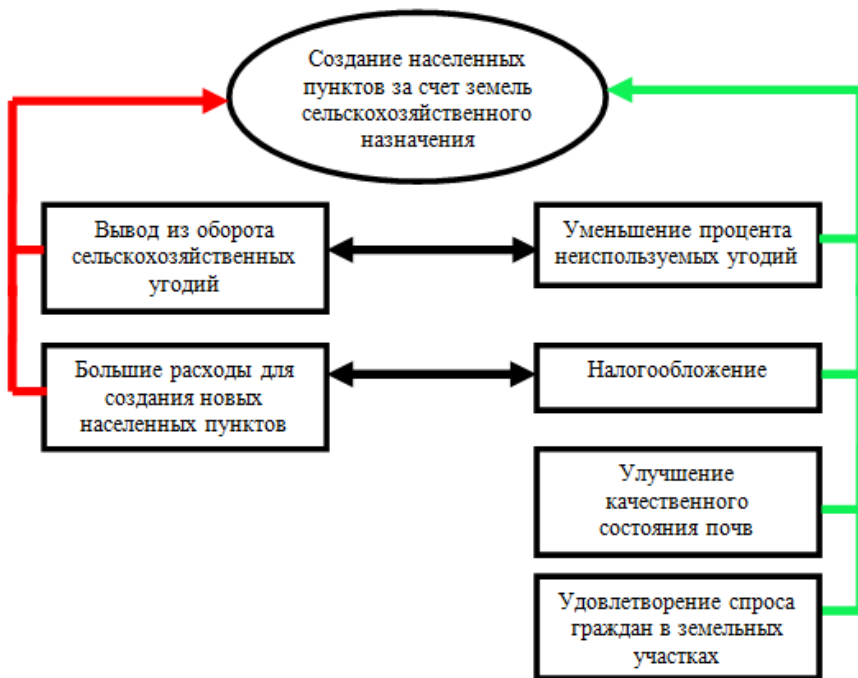 Создание населенных
пунктов за счет земель
сельскохозяйственного
назначения
Вывод из оборота
сельскохозяйственных
угодий
Уменьшение процента
неиспользуемых угодий
Большие расходы для
создания новых
населенных пунктов
Налогообложение
Улучшение
качественного
состояния почв
Удовлетворение спроса
граждан в земельных
участках